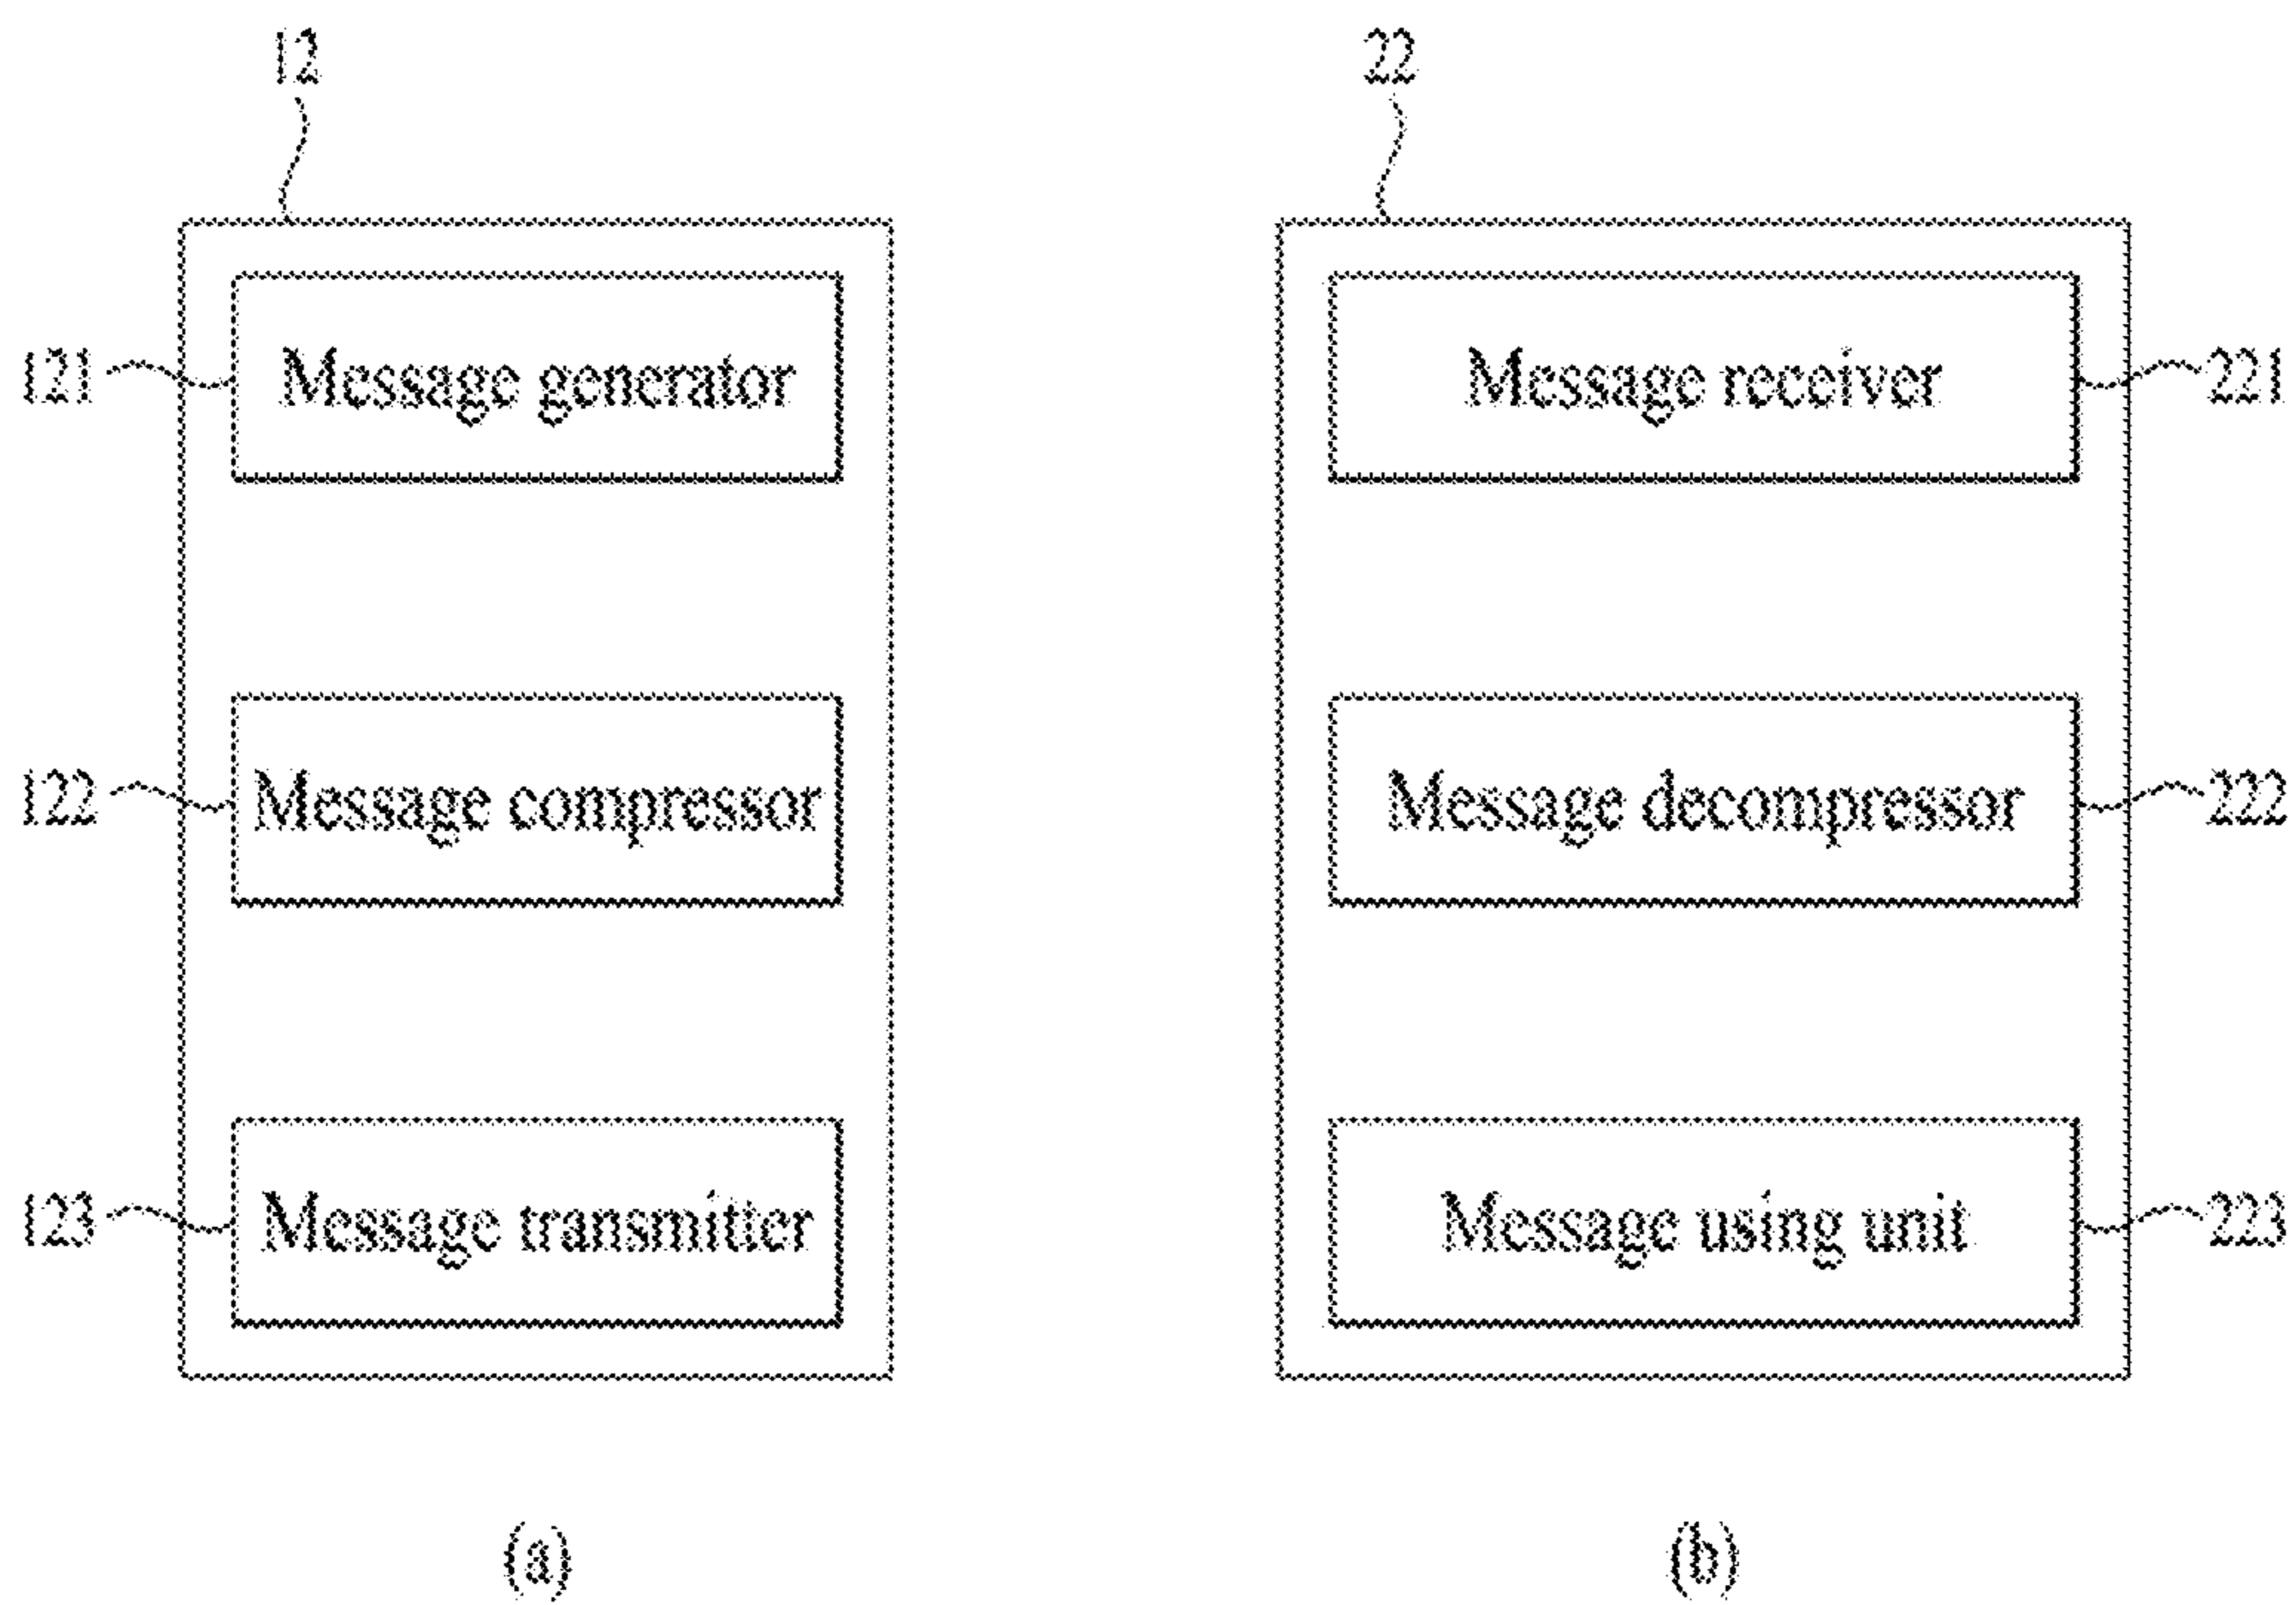 12
22
121
Message generator
Message receiver
221
122
Message compressor
Message decompressor
222
123
Message transmitter
Message using unit
223
(a)
(b)